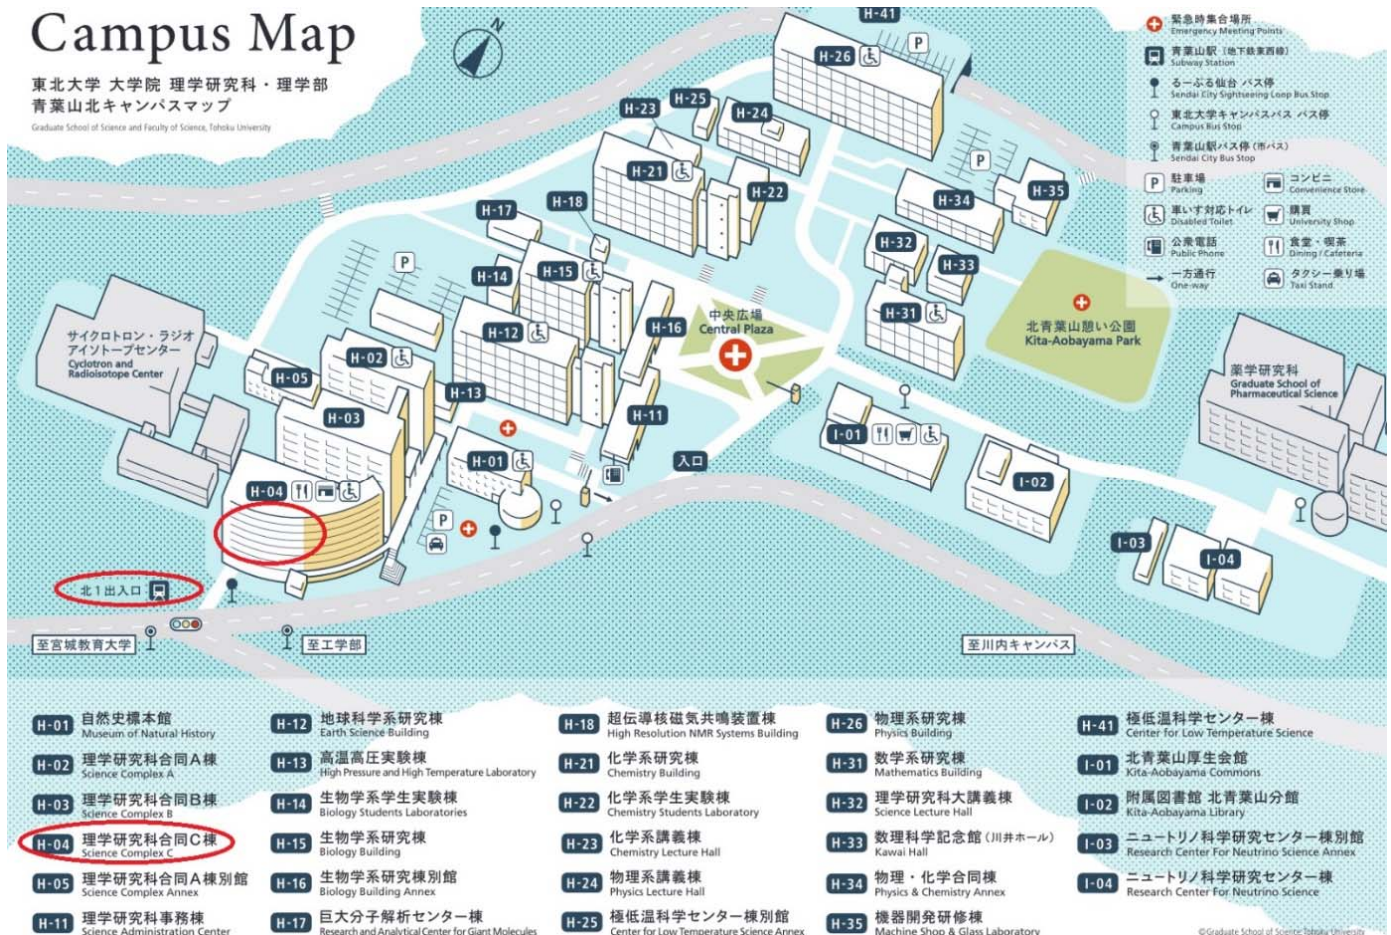 Campus Map
東北大学 大学院 理学研究科・理学部
青葉山北キャンパスマップ
Graduate School of Science and Faculty of Science, Tohoku University
N
緊急時集合場所
Emergency Meeting Points
青葉山駅（地下鉄東西線）
Subway Station
るーぷる仙台 バス停
Sendai City Sightseeing Loop Bus Stop
東北大学キャンパスバス バス停
Campus Bus Stop
青葉山駅バス停（市バス）
Sendai City Bus Stop
P 駐車場
Parking
コンビニ
Convenience Store
車いす対応トイレ
Disabled Toilet
購買
University Shop
公衆電話
Public Phone
食堂・喫茶
Dining / Cafeteria
一方通行
One-way
タクシー乗り場
Taxi Stand
H-41
H-26
P
H-25
H-23
H-24
P
H-21
H-22
H-35
H-34
H-18
H-17
H-32
H-33
P
H-14
H-15
H-31
中央広場
Central Plaza
北青葉山憩い公園
Kita-Aobayama Park
サイクロトロン・ラジオ
アイソトープセンター
Cyclotron and
Radioisotope Center
H-12
H-16
H-02
H-05
H-13
薬学研究科
Graduate School of
Pharmaceutical Science
H-03
H-11
I-01
H-01
入口
I-02
H-04
P
I-03
I-04
北1出入口
至宮城教育大学
至工学部
至川内キャンパス
H-01 自然史標本館
Museum of Natural History
H-02 理学研究科合同A棟
Science Complex A
H-03 理学研究科合同B棟
Science Complex B
H-04 理学研究科合同C棟
Science Complex C
H-05 理学研究科合同A棟別館
Science Complex Annex
H-11 理学研究科事務棟
Science Administration Center
H-12 地球科学系研究棟
Earth Science Building
H-13 高温高圧実験棟
High Pressure and High Temperature Laboratory
H-14 生物学系学生実験棟
Biology Students Laboratories
H-15 生物学系研究棟
Biology Building
H-16 生物学系研究棟別館
Biology Building Annex
H-17 巨大分子解析センター棟
Research and Analytical Center for Giant Molecules
H-18 超伝導核磁気共鳴装置棟
High Resolution NMR Systems Building
H-21 化学系研究棟
Chemistry Building
H-22 化学系学生実験棟
Chemistry Students Laboratory
H-23 化学系講義棟
Chemistry Lecture Hall
H-24 物理系講義棟
Physics Lecture Hall
H-25 極低温科学センター棟別館
Center for Low Temperature Science Annex
H-26 物理系研究棟
Physics Building
H-31 数学系研究棟
Mathematics Building
H-32 理学研究科大講義棟
Science Lecture Hall
H-33 数理科学記念館（川井ホール）
Kawai Hall
H-34 物理・化学合同棟
Physics & Chemistry Annex
H-35 機器開発研修棟
Machine Shop & Glass Laboratory
H-41 極低温科学センター棟
Center for Low Temperature Science
I-01 北青葉山厚生会館
Kita-Aobayama Commons
I-02 附属図書館 北青葉山分館
Kita-Aobayama Library
I-03 ニュートリノ科学研究センター棟別館
Research Center For Neutrino Science Annex
I-04 ニュートリノ科学研究センター棟
Research Center For Neutrino Science
©Graduate School of Science Tohoku University